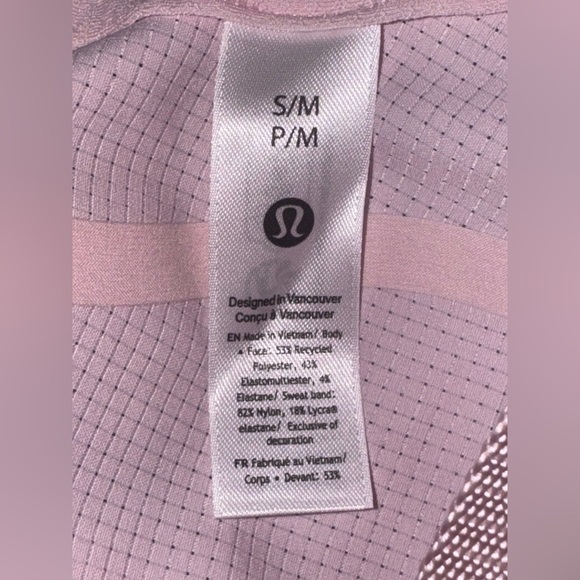 S/M
P/M
Designed in Vancouver
Conçu à Vancouver
EN Made in Vietnam/ Body
• Face: 53% Recycled
Polyester, 43%
Elastomultiester, 4%
Elastane/ Sweat band:
82% Nylon, 18% Lycra®
elastane/ Exclusive of
decoration
FR Fabriqué au Vietnam/
Corps • Devant: 53%